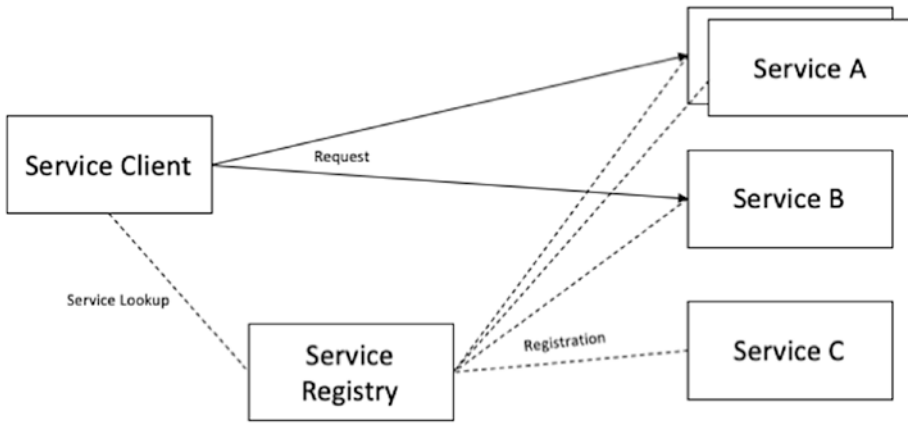 Service A
Service Client
Request
Service B
Service Lookup
Service
Registry
Registration
Service C